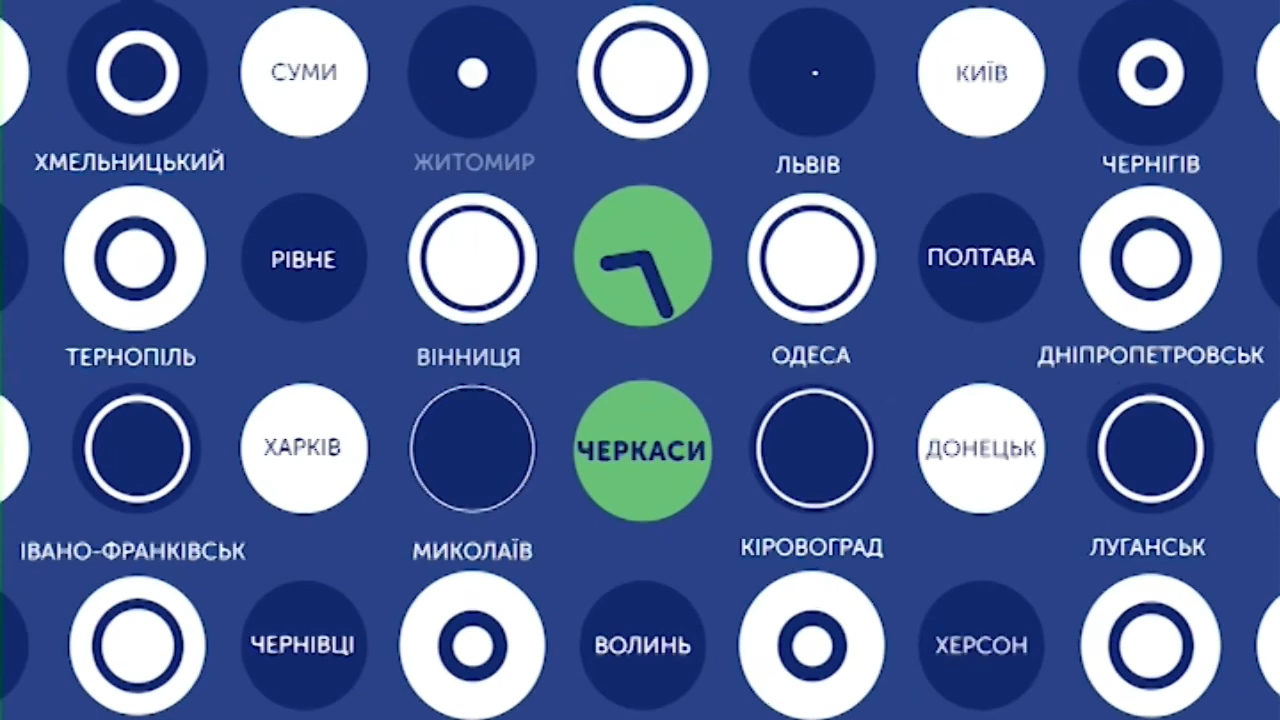 СУМИ
КИЇВ
ХМЕЛЬНИЦЬКИЙ
ЖИТОМИР
ЛЬВІВ
ЧЕРНІГІВ
РІВНЕ
ПОЛТАВА
ТЕРНОПІЛЬ
ВІННИЦЯ
ОДЕСА
ДНІПРОПЕТРОВСЬК
ХАРКІВ
ЧЕРКАСИ
ДОНЕЦЬК
ІВАНО-ФРАНКІВСЬК
МИКОЛАЇВ
КІРОВОГРАД
ЛУГАНСЬК
ЧЕРНІВЦІ
ВОЛИНЬ
ХЕРСОН